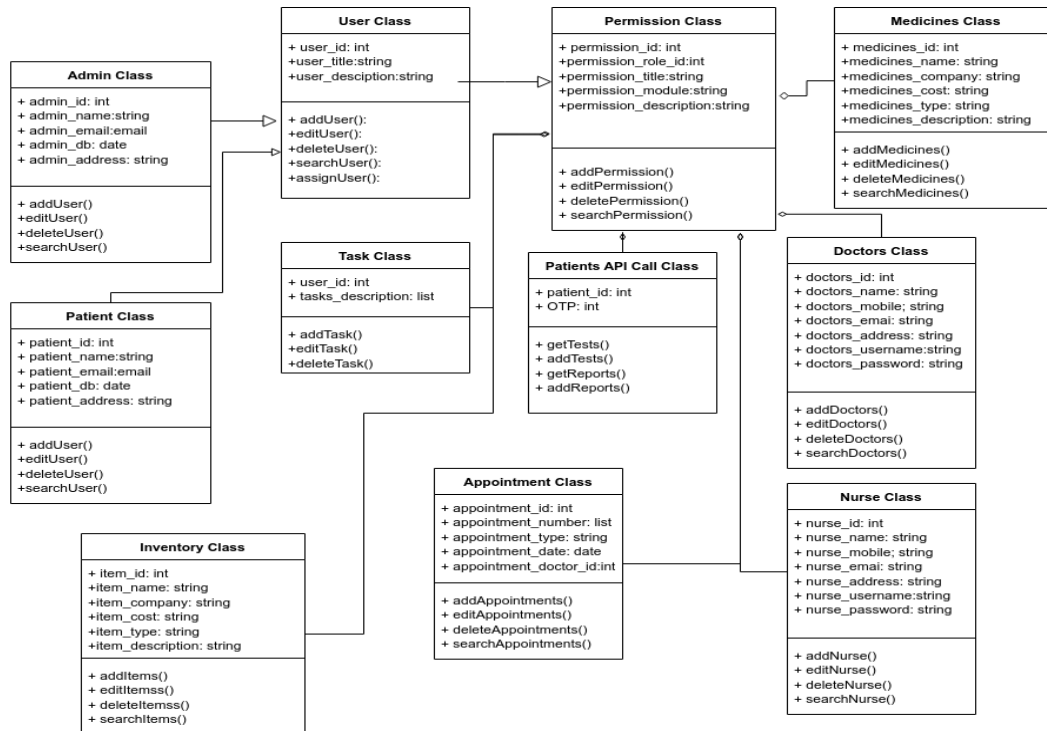 User Class
+ user_id: int
+user_title:string
+user_desciption:string
+ addUser():
+editUser():
+deleteUser():
+searchUser():
+assignUser():
Permission Class
+ permission_id: int
+permission_role_id:int
+permission_title:string
+permission_module:string
+permission_description:string
+ addPermission()
+ editPermission()
+ deletePermission()
+ searchPermission()
Medicines Class
+ medicines_id: int
+medicines_name: string
+medicines_company: string
+medicines_cost: string
+medicines_type: string
+medicines_description: string
+ addMedicines()
+ editMedicines()
+ deleteMedicines()
+ searchMedicines()
Admin Class
+ admin_id: int
+ admin_name:string
+ admin_email:email
+ admin_db: date
+ admin_address: string
+ addUser()
+editUser()
+deleteUser()
+searchUser()
Task Class
+ user_id: int
+ tasks_description: list
+ addTask()
+editTask()
+deleteTask()
Patients API Call Class
+ patient_id: int
+ OTP: int
+ getTests()
+ addTests()
+ getReports()
+ addReports()
Doctors Class
+ doctors_id: int
+ doctors_name: string
+ doctors_mobile; string
+ doctors_emai: string
+ doctors_address: string
+ doctors_username:string
+ doctors_password: string
+ addDoctors()
+ editDoctors()
+ deleteDoctors()
+ searchDoctors()
Patient Class
+ patient_id: int
+ patient_name:string
+ patient_email:email
+ patient_db: date
+ patient_address: string
+ addUser()
+editUser()
+deleteUser()
+searchUser()
Appointment Class
+ appointment_id: int
+ appointment_number: list
+ appointment_type: string
+ appointment_date: date
+ appointment_doctor_id:int
+ addAppointments()
+ editAppointments()
+ deleteAppointments()
+ searchAppointments()
Nurse Class
+ nurse_id: int
+ nurse_name: string
+ nurse_mobile; string
+ nurse_emai: string
+ nurse_address: string
+ nurse_username:string
+ nurse_password: string
+ addNurse()
+ editNurse()
+ deleteNurse()
+ searchNurse()
Inventory Class
+ item_id: int
+item_name: string
+item_company: string
+item_cost: string
+item_type: string
+item_description: string
+ addItems()
+ editItemss()
+ deleteItemss()
+ searchItems()